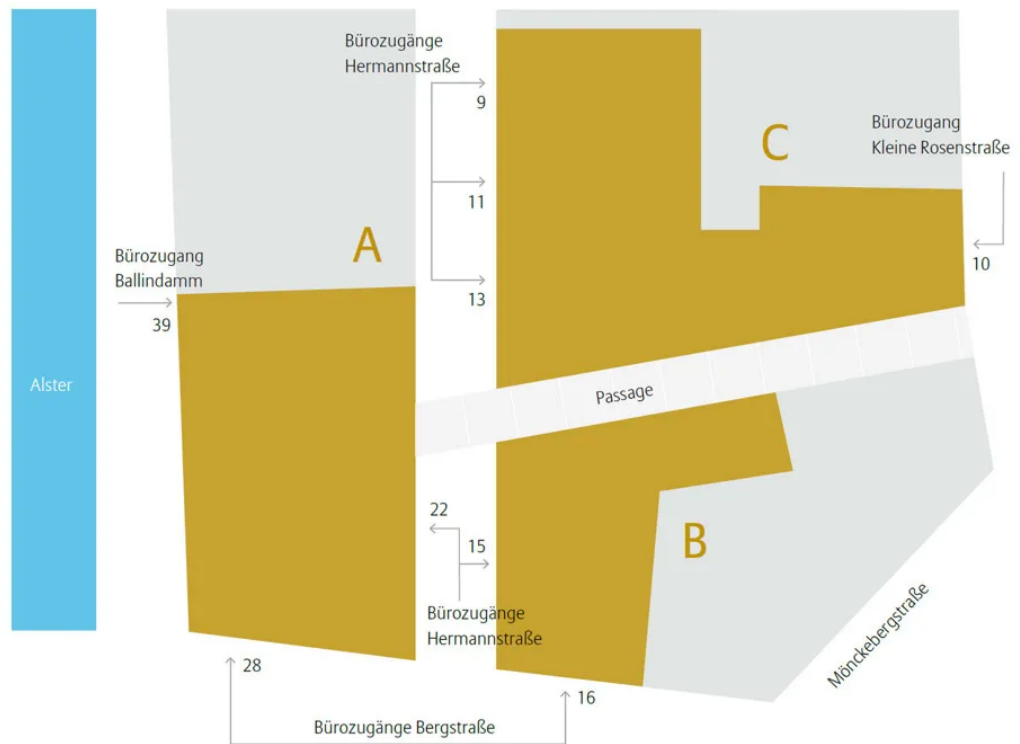 Bürozugänge
Hermannstraße
9
11
13
C
Bürozugang
Kleine Rosenstraße
10
A
Bürozugang
Ballindamm
39
Alster
Passage
22
15
B
Bürozugänge
Hermannstraße
Mönckebergstraße
28
16
Bürozugänge Bergstraße